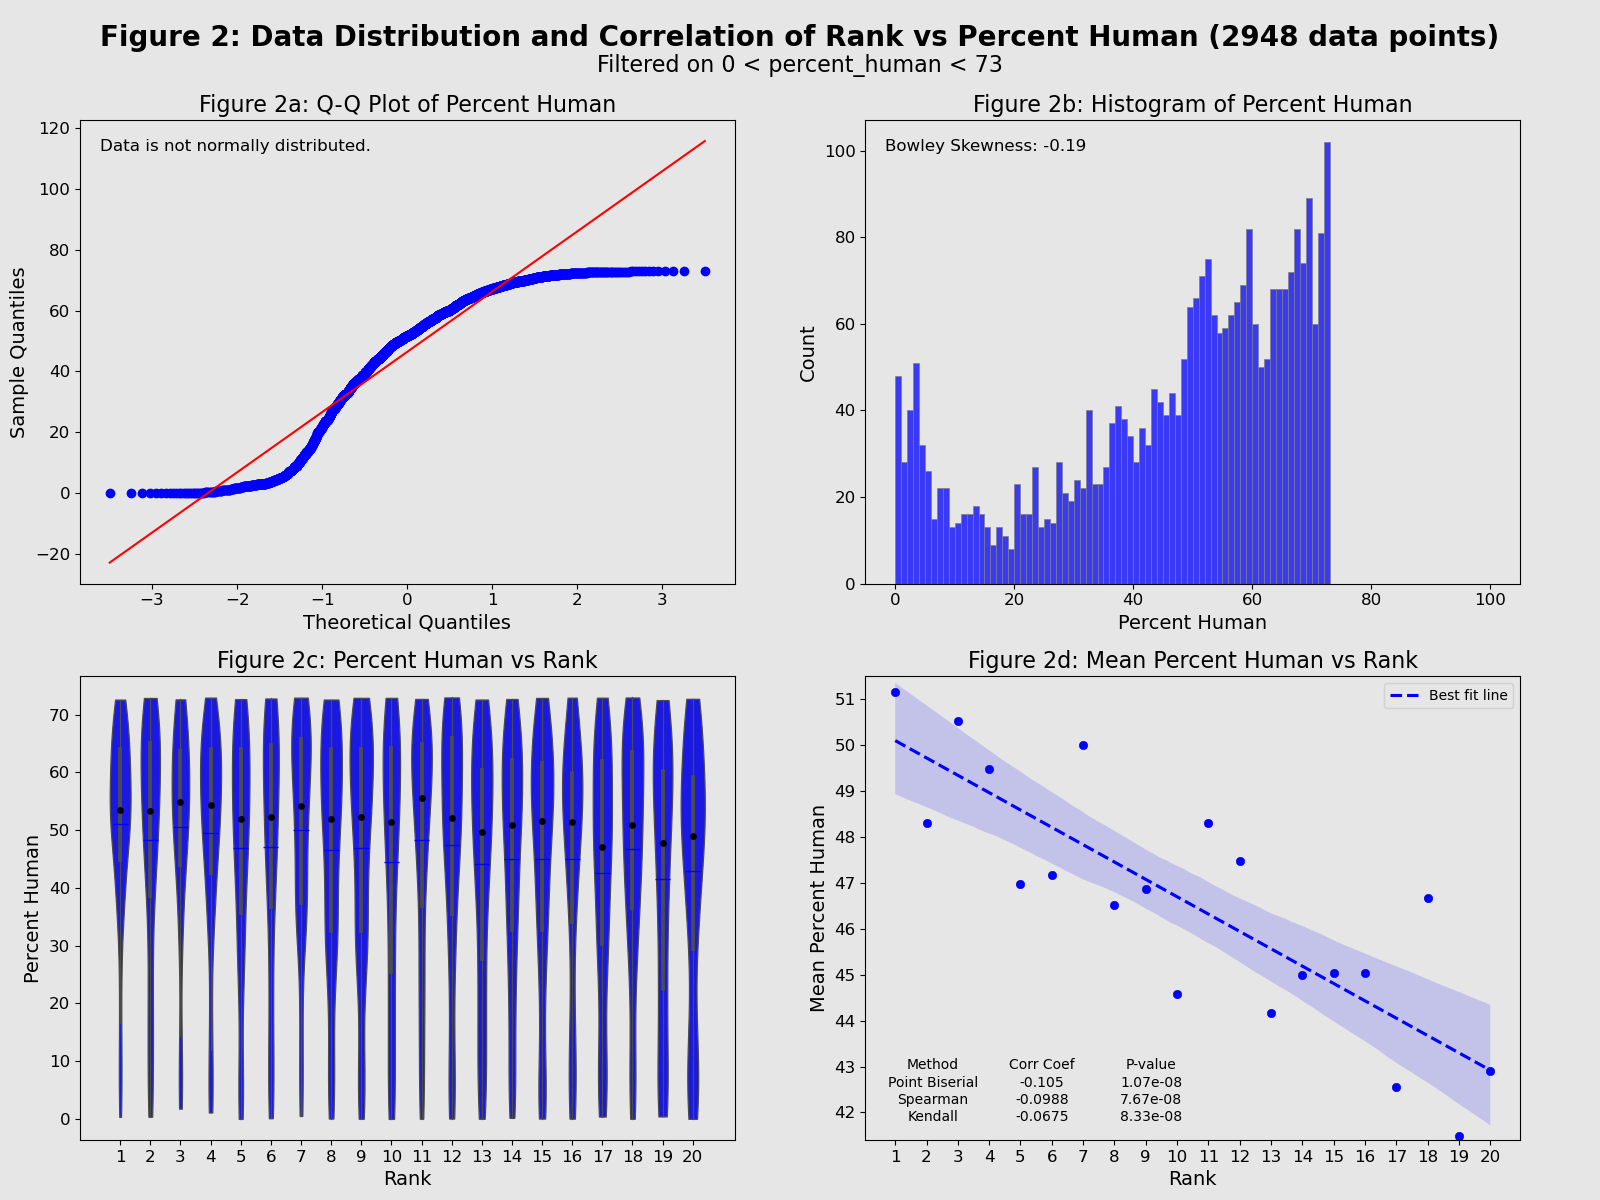 Figure 2: Data Distribution and Correlation of Rank vs Percent Human (2948 data points)
Filtered on 0 < percent_human < 73
Figure 2a: Q-Q Plot of Percent Human
Data is not normally distributed.
120
100
80
60
40
20
0
−20
Sample Quantiles
−3 −2 −1 0 1 2 3
Theoretical Quantiles
Figure 2b: Histogram of Percent Human
Bowley Skewness: -0.19
100
80
60
40
20
0
Count
0 20 40 60 80 100
Percent Human
Figure 2c: Percent Human vs Rank
70
60
50
40
30
20
10
0
Percent Human
1 2 3 4 5 6 7 8 9 10 11 12 13 14 15 16 17 18 19 20
Rank
Figure 2d: Mean Percent Human vs Rank
Best fit line
51
50
49
48
47
46
45
44
43
42
Mean Percent Human
Method Corr Coef P-value
Point Biserial -0.105 1.07e-08
Spearman -0.0988 7.67e-08
Kendall -0.0675 8.33e-08
1 2 3 4 5 6 7 8 9 10 11 12 13 14 15 16 17 18 19 20
Rank